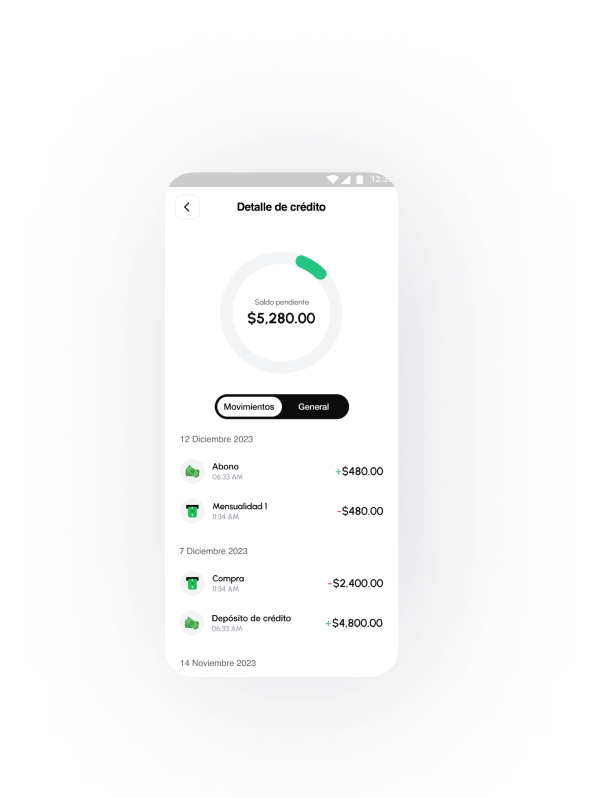 Detalle de crédito
Saldo pendiente
$5,280.00
Movimientos General
12 Diciembre 2023
Abono
06:33 AM
+$480.00
Mensualidad 1
11:34 AM
-$480.00
7 Diciembre 2023
Compra
11:34 AM
-$2,400.00
Depósito de crédito
06:33 AM
+$4,800.00
14 Noviembre 2023